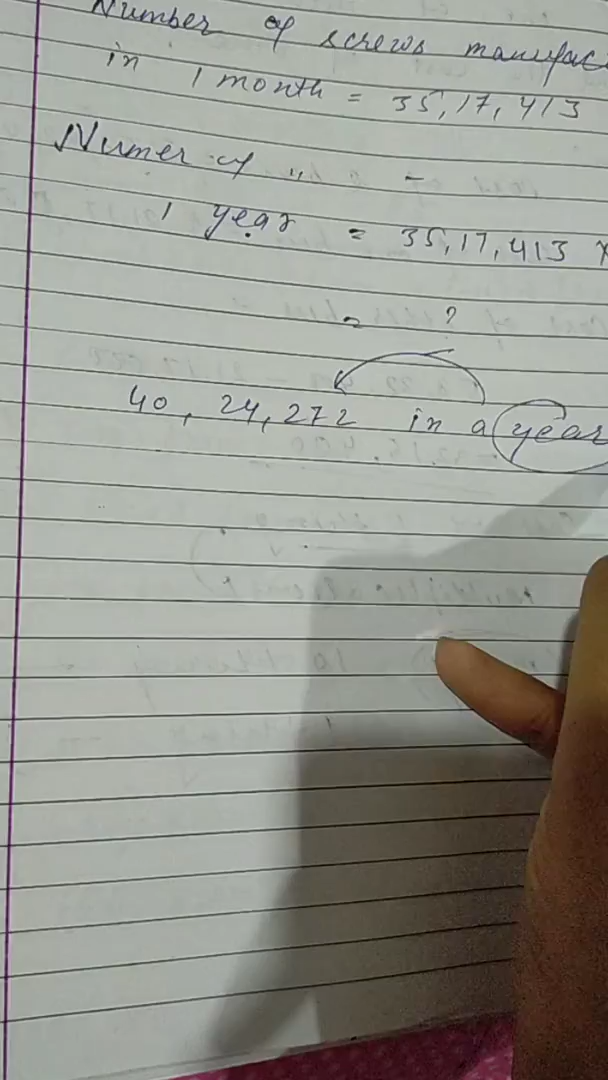 Number of screws manufac
in 1 month = 35,17,413
Numer of " -
1 year = 35,17,413 x
= ?
40, 24,272 in a year